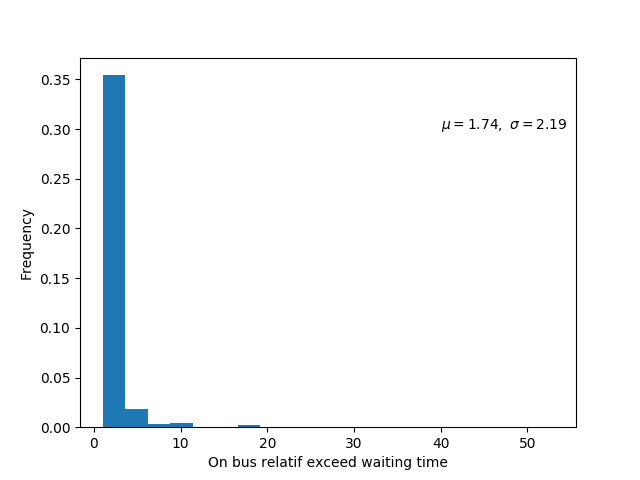 0.35
0.30
0.25
0.20
0.15
0.10
0.05
0.00
Frequency
μ = 1.74, σ = 2.19
0 10 20 30 40 50
On bus relatif exceed waiting time